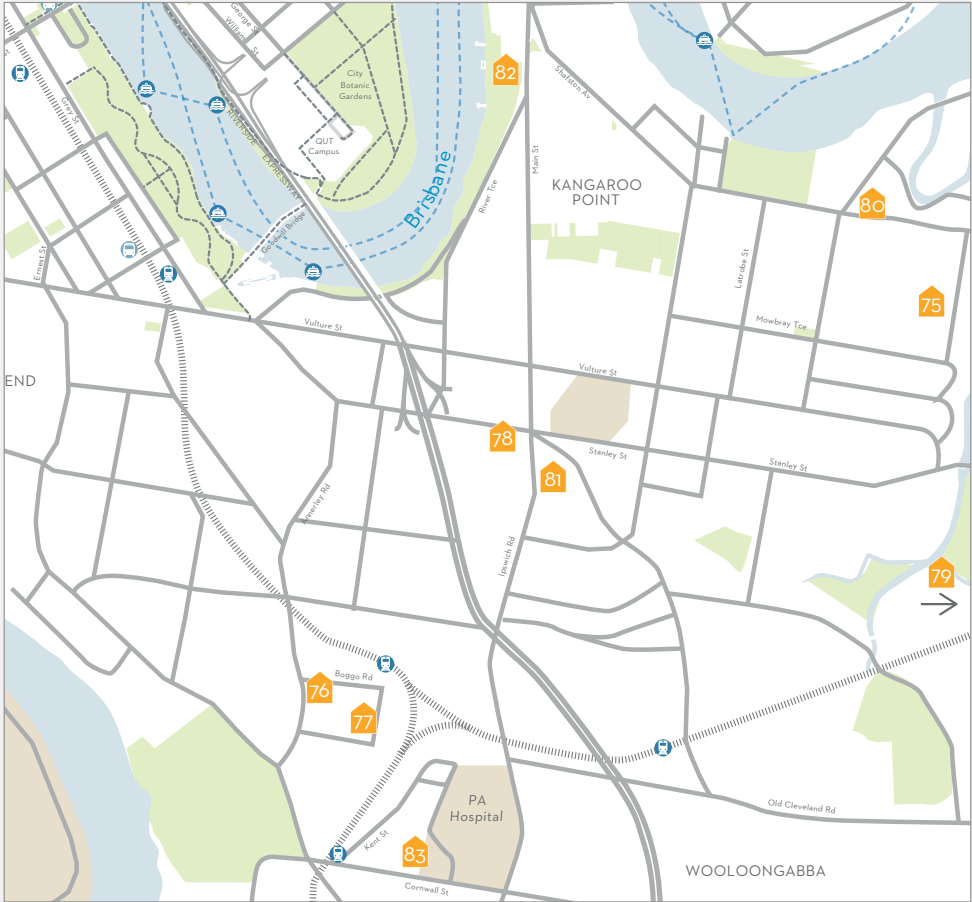 George St
William St
82
City
Botanic
Gardens
Shafston Av
Grey St
RIVERSIDE EXPRESSWAY
QUT
Campus
Main St
Brisbane
River Tce
KANGAROO
POINT
80
Goodwill Bridge
Ernest St
Latrobe St
75
Vulture St
Mowbray Tce
Vulture St
END
78
Stanley St
Stanley St
81
Annerley Rd
Ipswich Rd
79
Boggo Rd
76
77
PA
Hospital
Old Cleveland Rd
Kent St
83
WOOLOONGABBA
Cornwall St